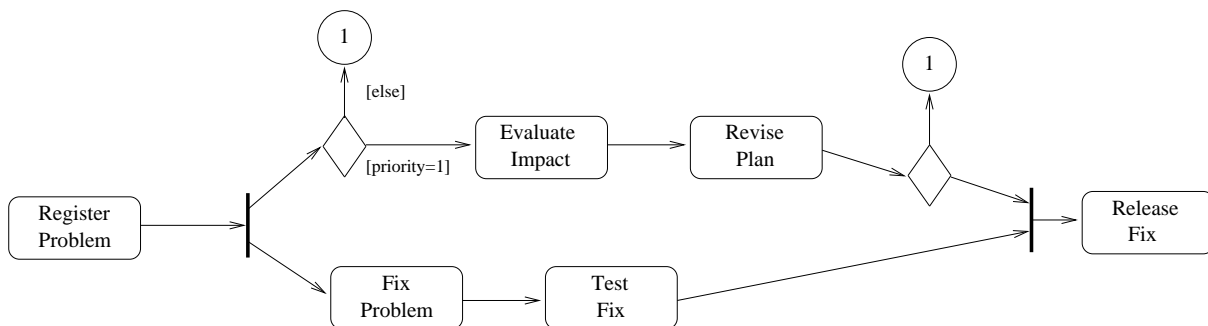 1
[else]
[priority=1]
Evaluate
Impact
Revise
Plan
1
Register
Problem
Fix
Problem
Test
Fix
Release
Fix